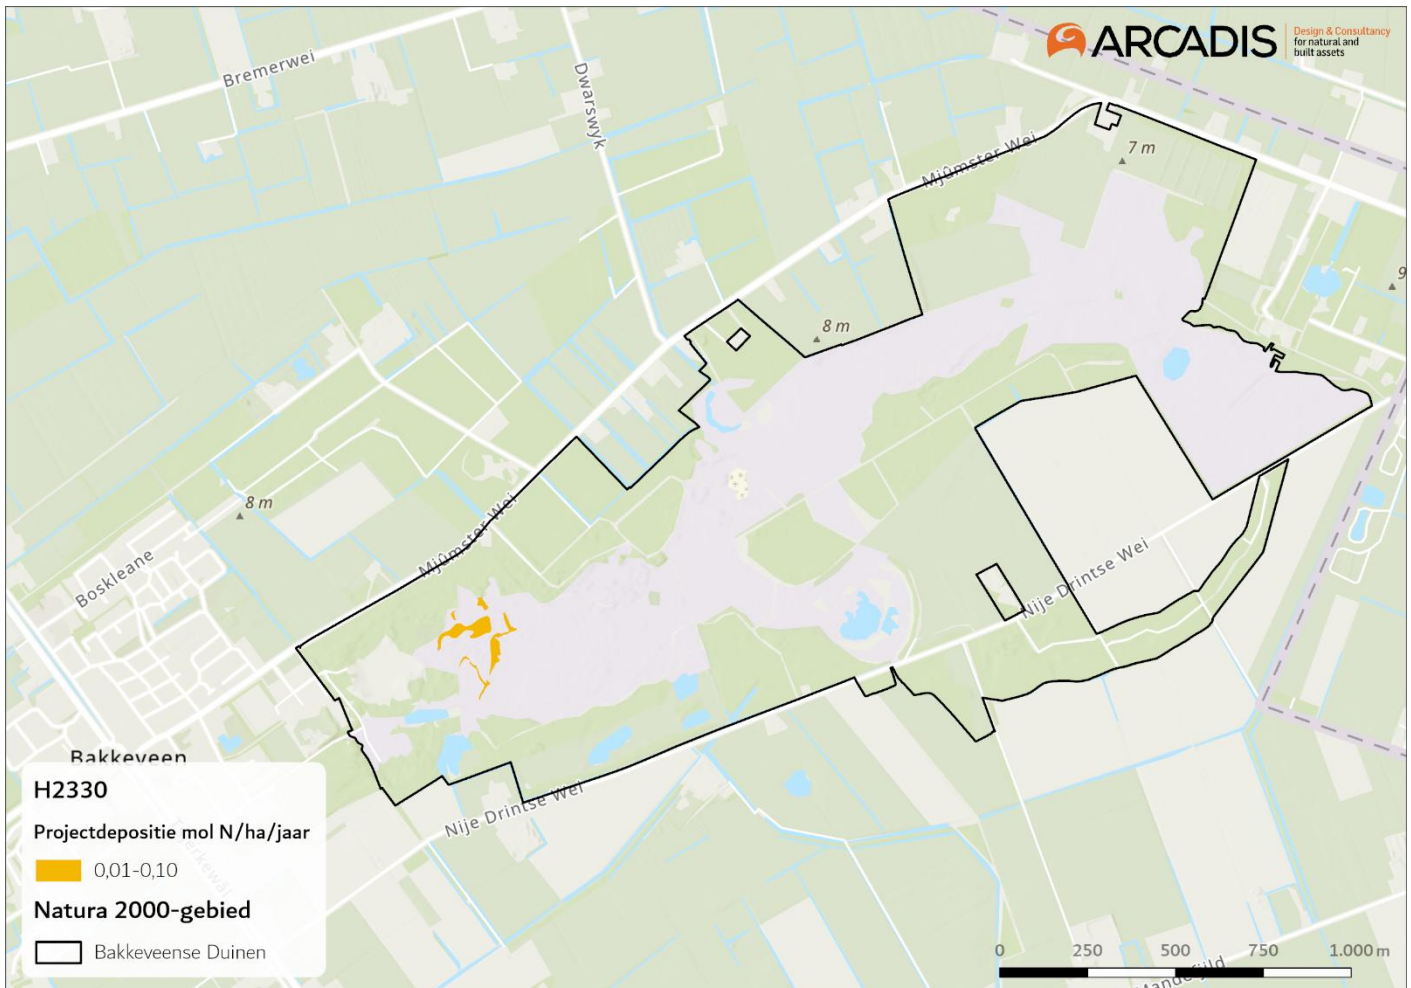 ARCADIS
Design & Consultancy
for natural and
built assets
Bremerwei
Dwarswyk
Mjûmster Wei
7 m
9
8 m
8 m
Mjûmster Wei
Boskleane
Nije Drintse Wei
Bakkeveen
Nije Drintse Wei
H2330
Projectdepositie mol N/ha/jaar
0,01-0,10
Natura 2000-gebied
Bakkeveense Duinen
0 250 500 750 1.000 m